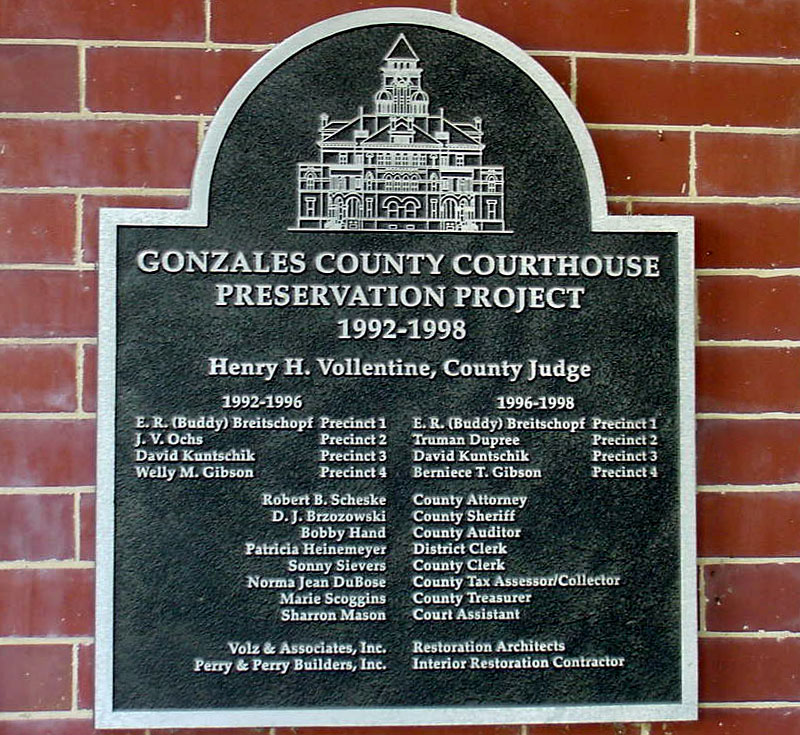 GONZALES COUNTY COURTHOUSE
PRESERVATION PROJECT
1992-1998
Henry H. Vollentine, County Judge
1992-1996 1996-1998
E. R. (Buddy) Breitschopf Precinct 1 E. R. (Buddy) Breitschopf Precinct 1
J. V. Ochs Precinct 2 Truman Dupree Precinct 2
David Kuntschik Precinct 3 David Kuntschik Precinct 3
Welly M. Gibson Precinct 4 Berniece T. Gibson Precinct 4
Robert B. Scheske County Attorney
D. J. Brzozowski County Sheriff
Bobby Hand County Auditor
Patricia Heinemeyer District Clerk
Sonny Sievers County Clerk
Norma Jean DuBose County Tax Assessor/Collector
Marie Scoggins County Treasurer
Sharron Mason Court Assistant
Volz & Associates, Inc. Restoration Architects
Perry & Perry Builders, Inc. Interior Restoration Contractor